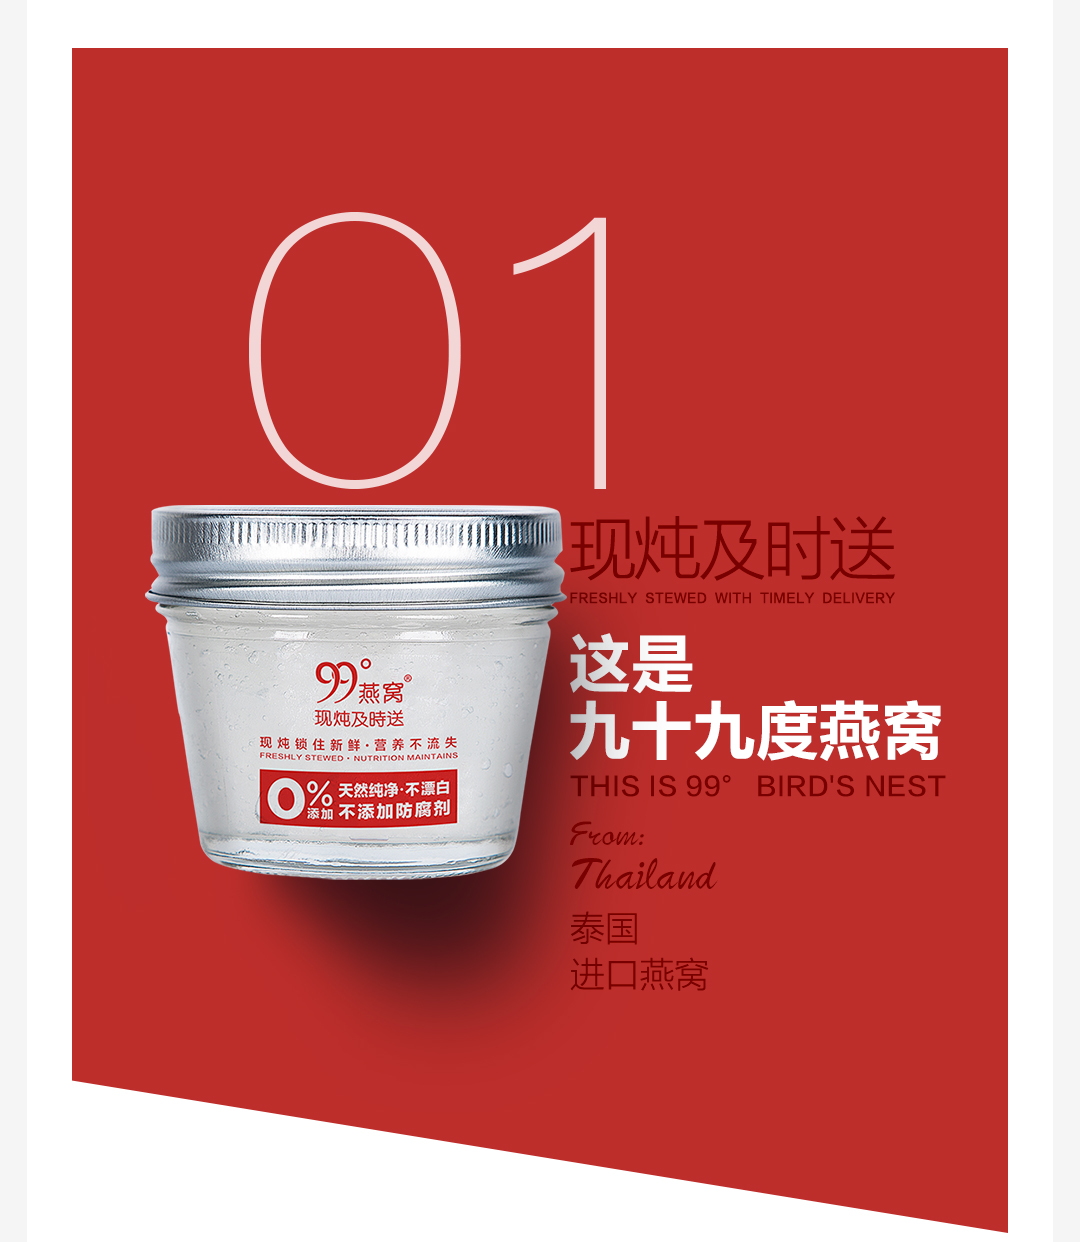 01
现炖及时送
FRESHLY STEWED WITH TIMELY DELIVERY
这是
九十九度燕窝
THIS IS 99° BIRD'S NEST
From:
Thailand
泰国
进口燕窝
99°燕窝®
现炖及時送
现炖锁住新鲜·营养不流失
FRESHLY STEWED·NUTRITION MAINTAINS
0%添加
天然纯净·不漂白
不添加防腐剂